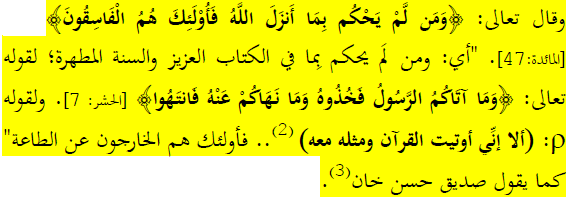 وقال تعالى: ﴿وَمَن لَّمْ يَحْكُم بِمَا أَنزَلَ اللَّهُ فَأُوْلَئِكَ هُمُ الْفَاسِقُونَ﴾
[المائدة:47]. "أي: ومن لَم يحكم بِما في الكتاب العزيز والسنة المطهرة؛ لقوله
تعالى: ﴿وَمَا آتَاكُمُ الرَّسُولُ فَخُذُوهُ وَمَا نَهَاكُمْ عَنْهُ فَانتَهُوا﴾ [الحشر: 7]. ولقوله
ρ: (ألا إنِّي أوتيت القرآن ومثله معه) (2).. فأولئك هم الخارجون عن الطاعة"
كما يقول صديق حسن خان(3).